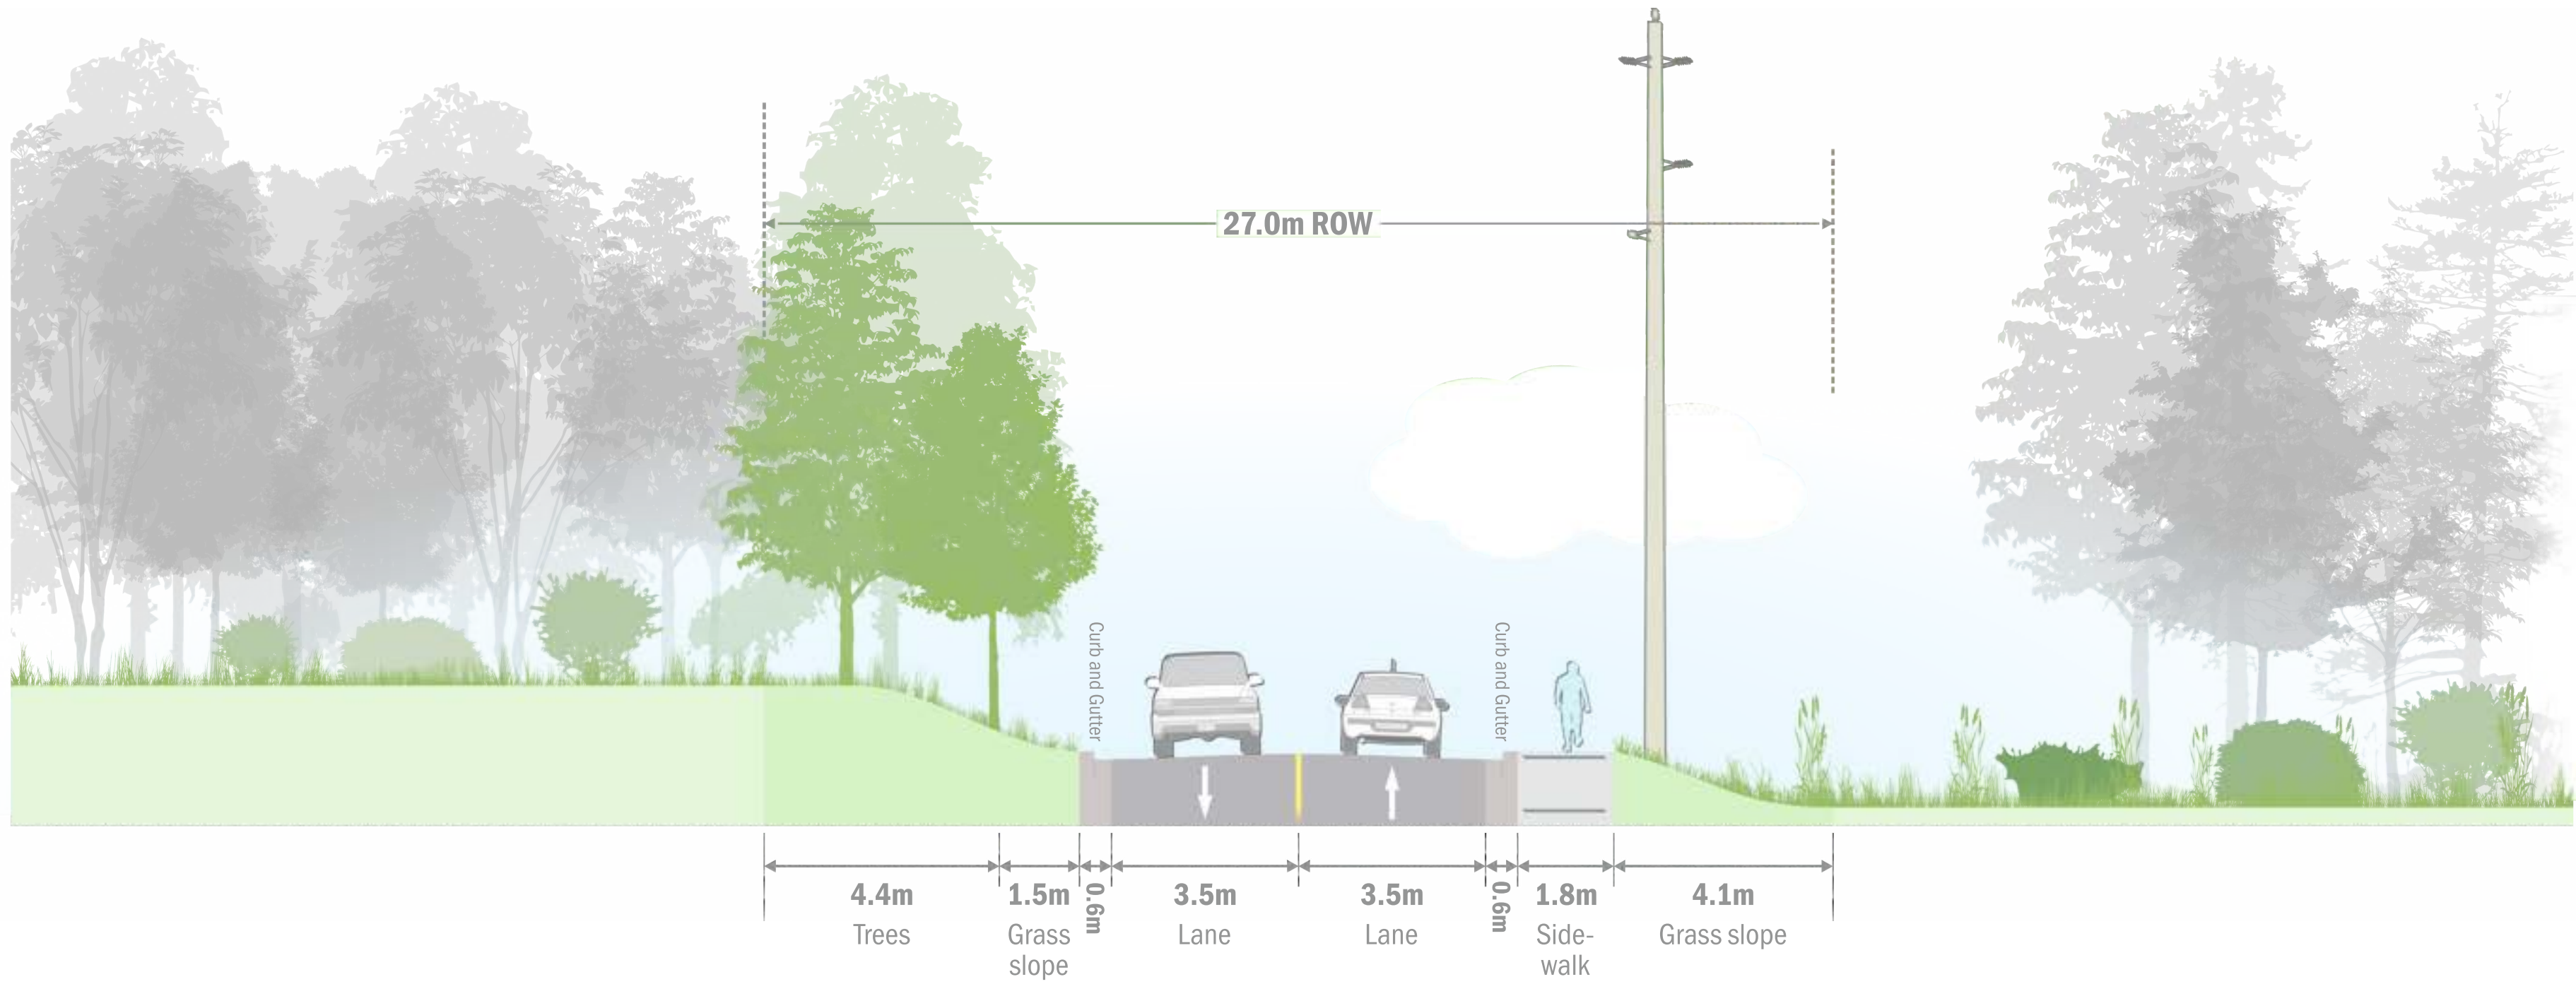 27.0m ROW
Curb and Gutter
Curb and Gutter
4.4m
Trees
1.5m
Grass
slope
0.6m
3.5m
Lane
3.5m
Lane
0.6m
1.8m
Side-
walk
4.1m
Grass slope